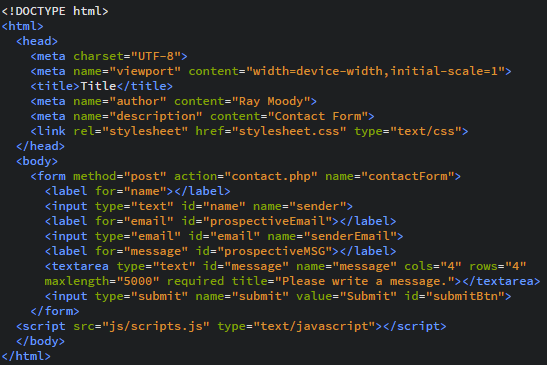 <!DOCTYPE html>
<html>
<head>
<meta charset="UTF-8">
<meta name="viewport" content="width=device-width,initial-scale=1">
<title>Title</title>
<meta name="author" content="Ray Moody">
<meta name="description" content="Contact Form">
<link rel="stylesheet" href="stylesheet.css" type="text/css">
</head>
<body>
<form method="post" action="contact.php" name="contactForm">
<label for="name"></label>
<input type="text" id="name" name="sender">
<label for="email" id="prospectiveEmail"></label>
<input type="email" id="email" name="senderEmail">
<label for="message" id="prospectiveMSG"></label>
<textarea type="text" id="message" name="message" cols="4" rows="4"
maxlength="5000" required title="Please write a message."></textarea>
<input type="submit" name="submit" value="Submit" id="submitBtn">
</form>
<script src="js/scripts.js" type="text/javascript"></script>
</body>
</html>